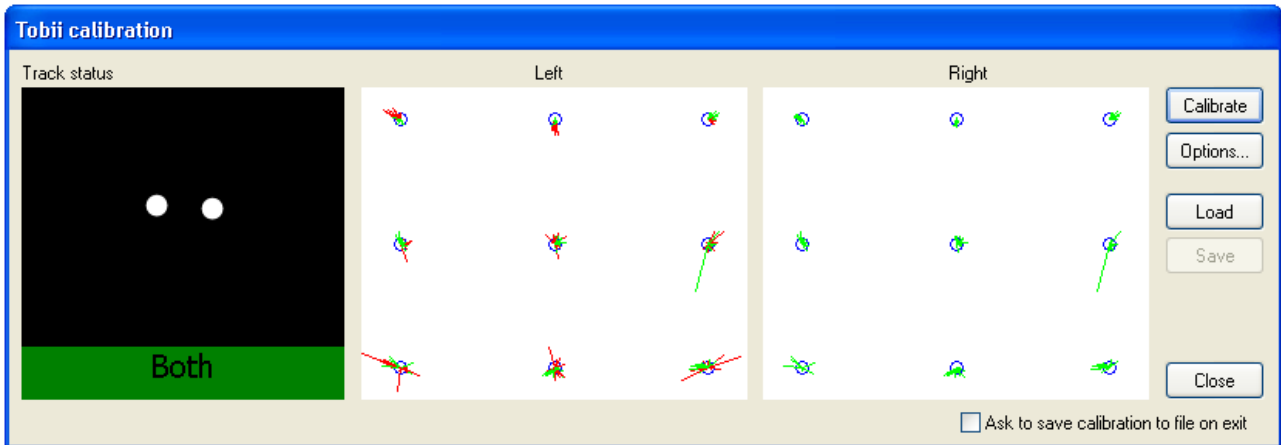 Tobii calibration
Track status
Left
Right
Both
Calibrate
Options...
Load
Save
Close
Ask to save calibration to file on exit